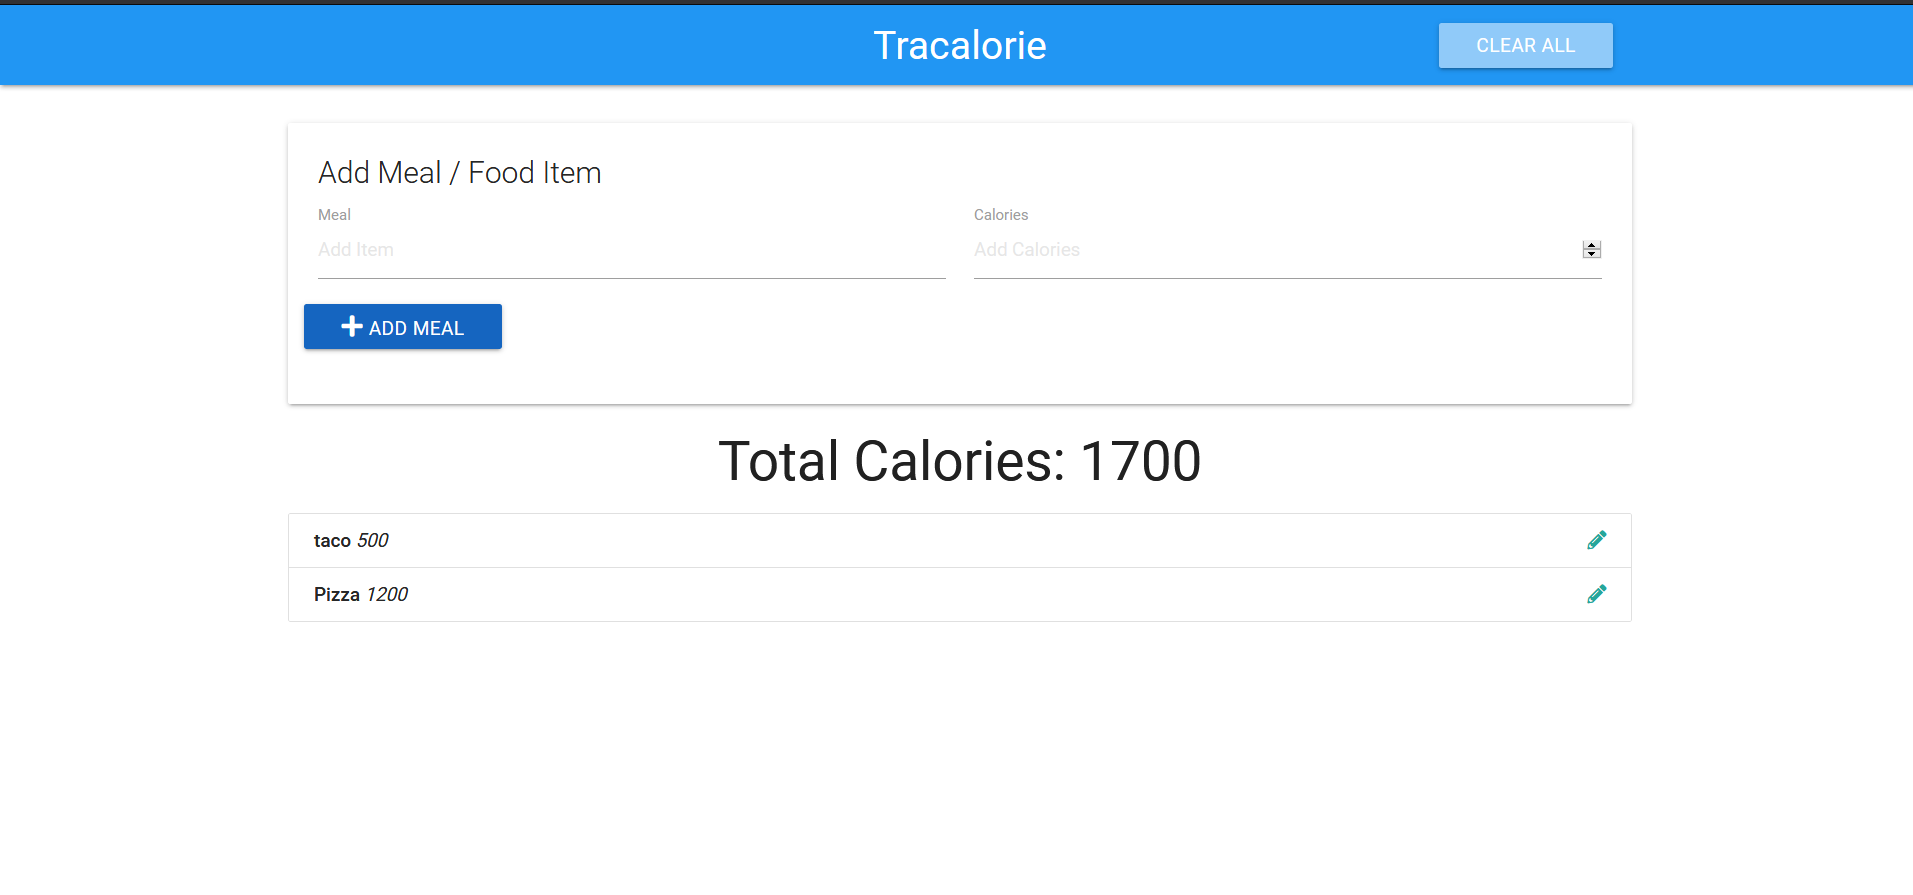 Tracalorie
CLEAR ALL
Add Meal / Food Item
Meal
Calories
Add Item
Add Calories
ADD MEAL
Total Calories: 1700
taco 500
Pizza 1200